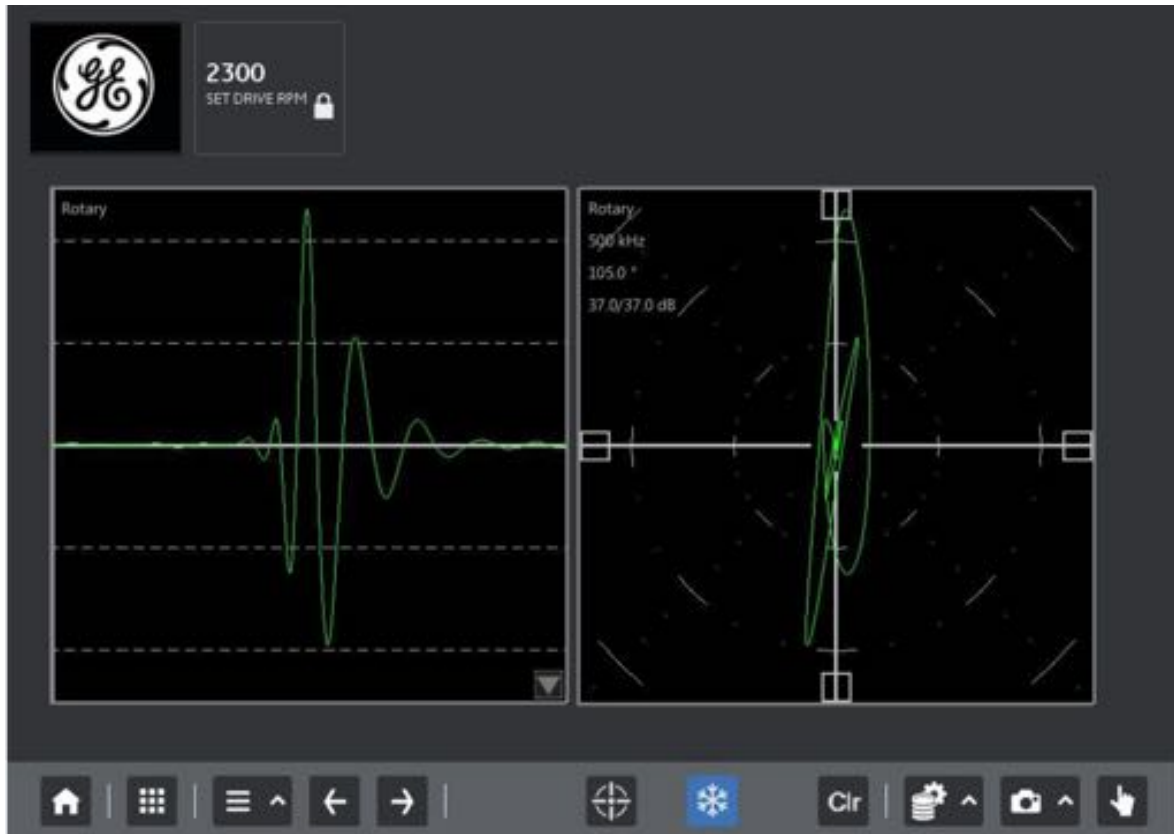 GE
2300
SET DRIVE RPM
Rotary
Rotary
500 kHz
105.0 °
37.0/37.0 dB
Clr